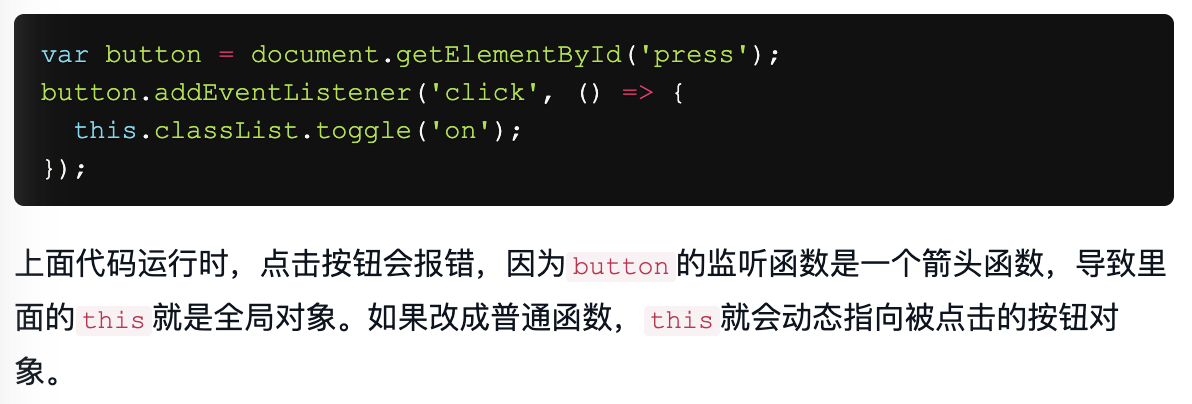 var button = document.getElementById('press');
button.addEventListener('click', () => {
  this.classList.toggle('on');
});
上面代码运行时，点击按钮会报错，因为button的监听函数是一个箭头函数，导致里
面的this就是全局对象。如果改成普通函数，this就会动态指向被点击的按钮对
象。